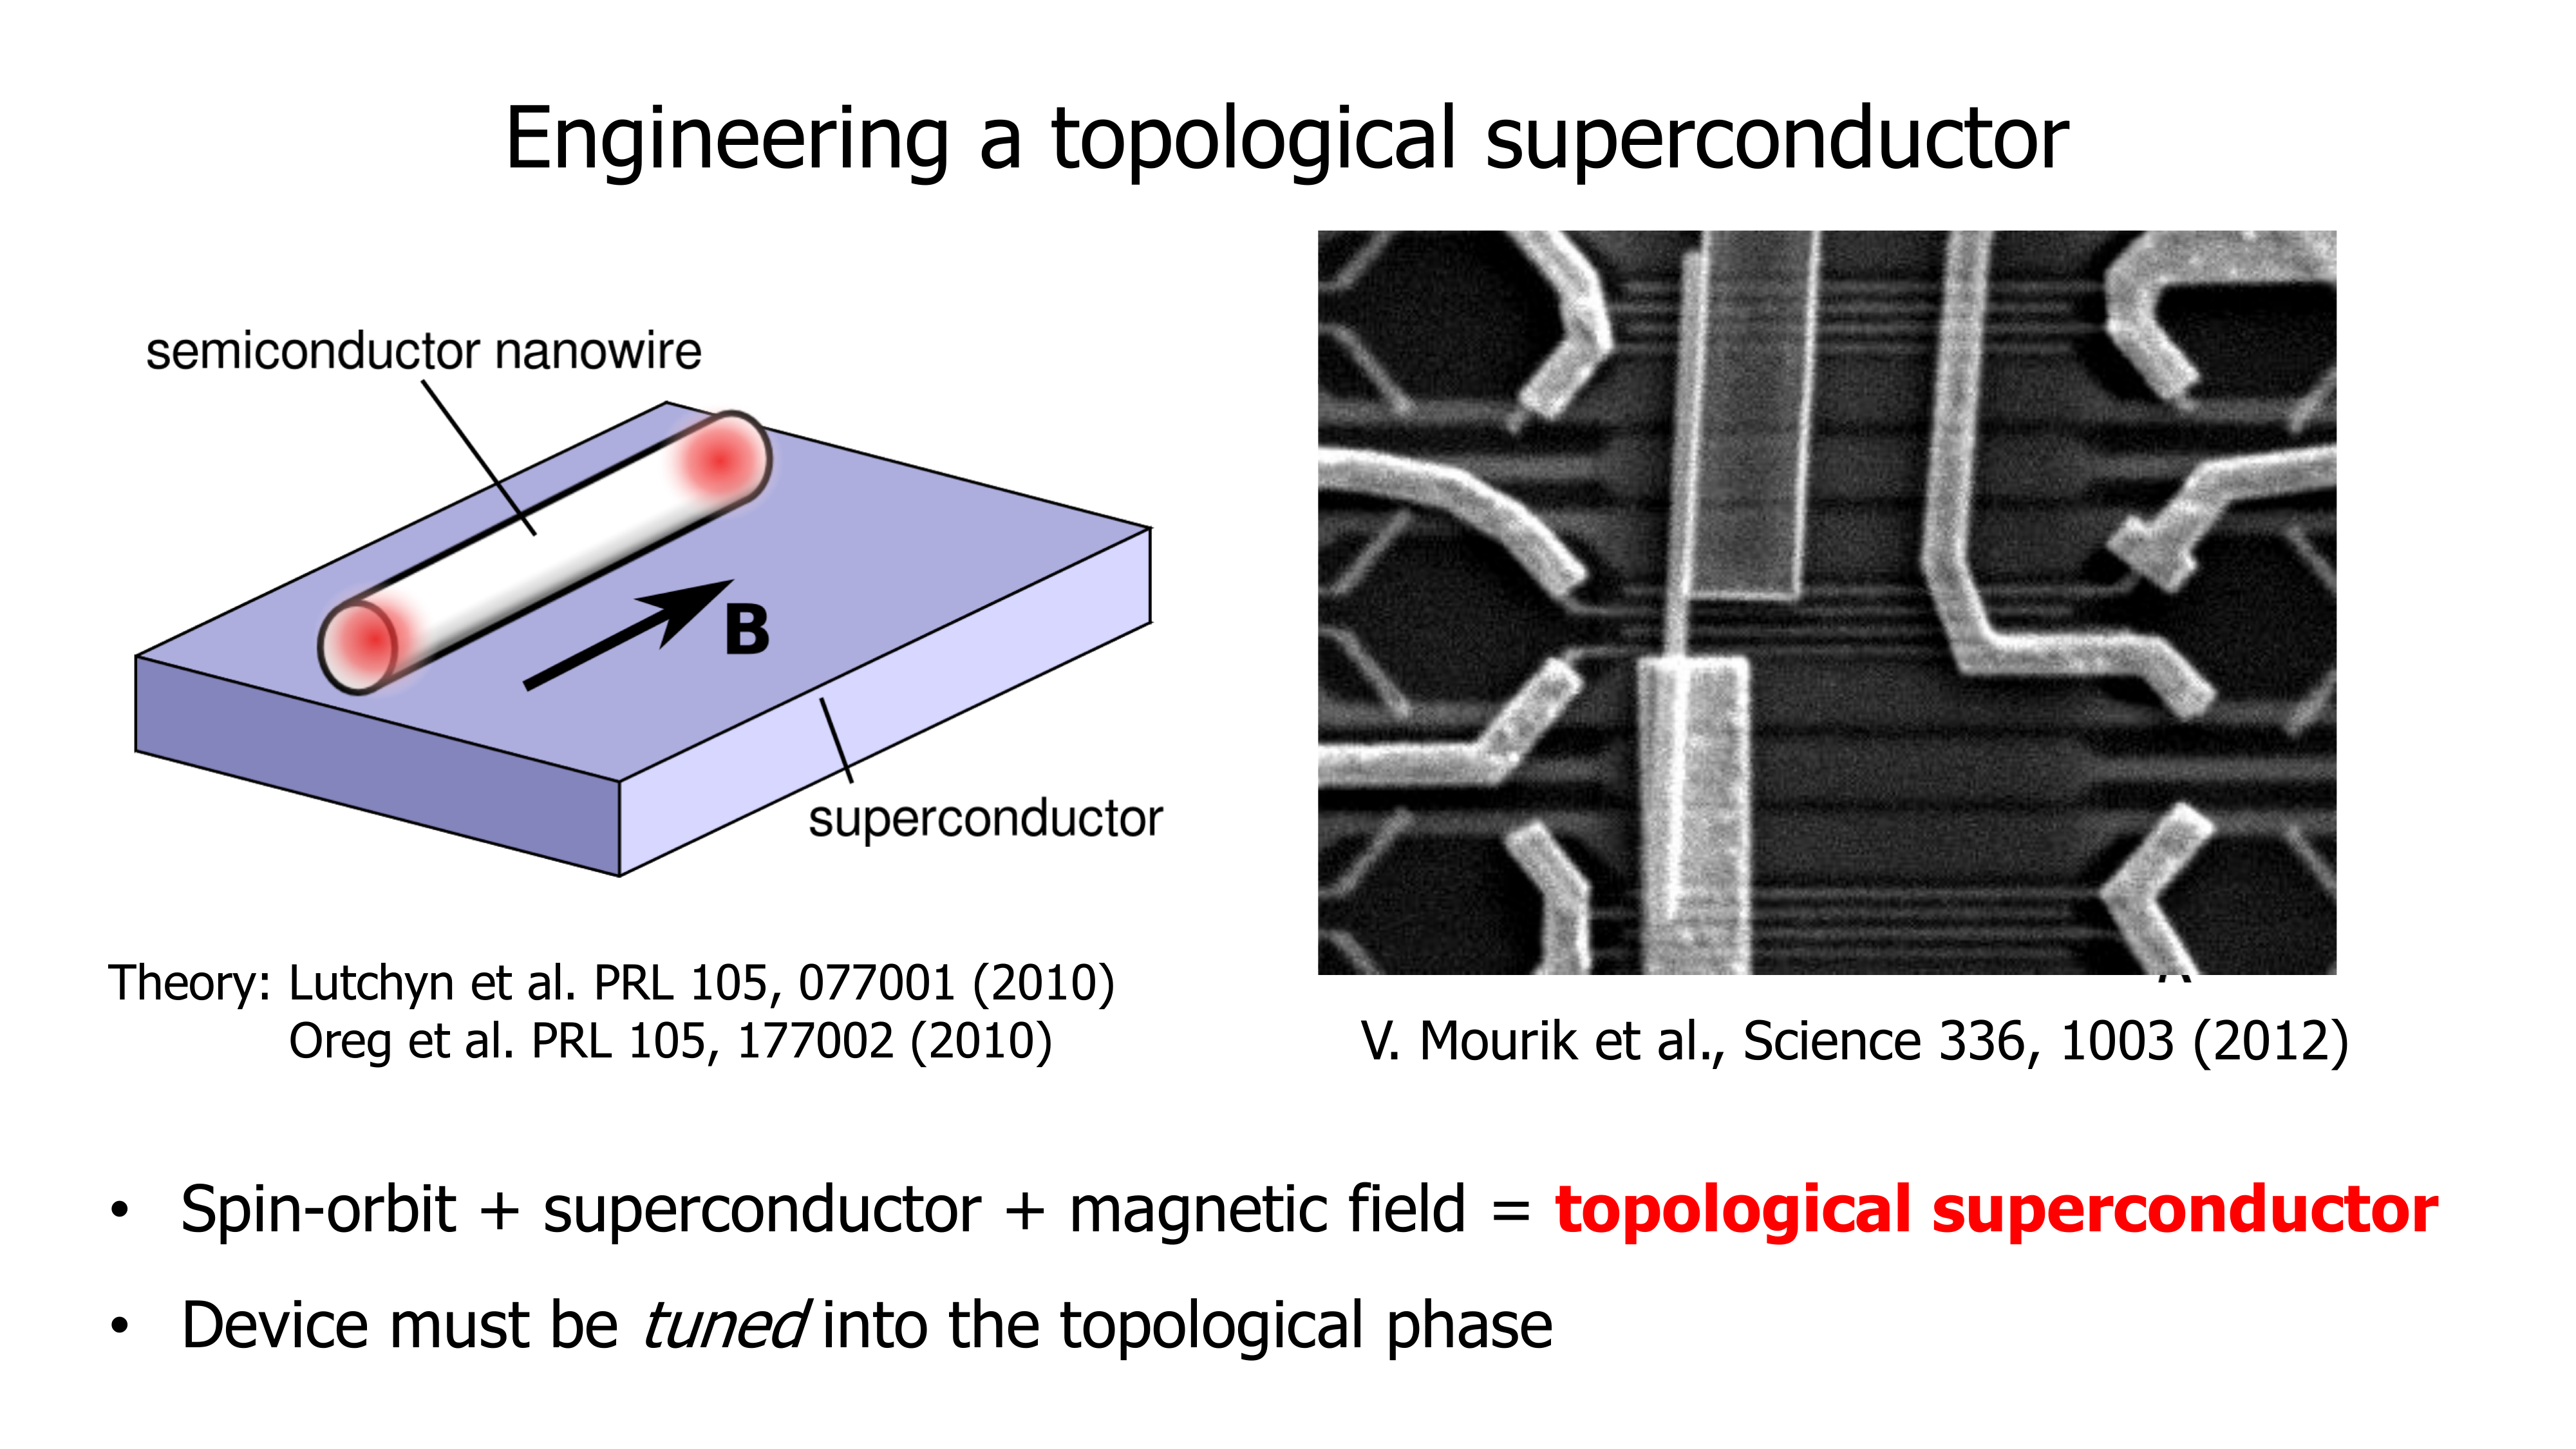 Engineering a topological superconductor
semiconductor nanowire
B
superconductor
Theory: Lutchyn et al. PRL 105, 077001 (2010)
Oreg et al. PRL 105, 177002 (2010)
V. Mourik et al., Science 336, 1003 (2012)
• Spin-orbit + superconductor + magnetic field = topological superconductor
• Device must be tuned into the topological phase